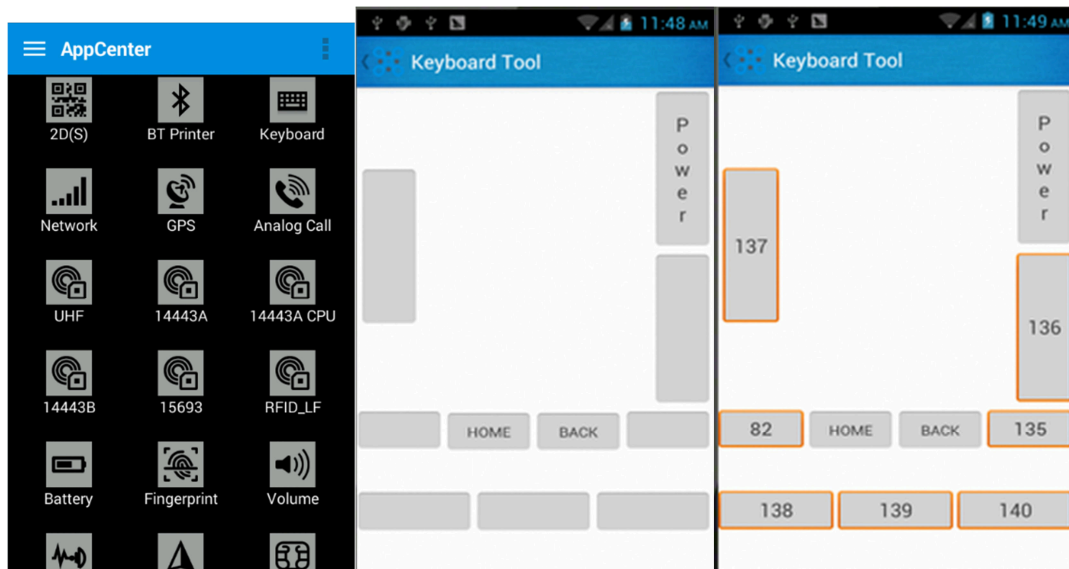 AppCenter
2D(S) BT Printer Keyboard
Network GPS Analog Call
UHF 14443A 14443A CPU
14443B 15693 RFID_LF
Battery Fingerprint Volume
11:48 AM
Keyboard Tool
Power
HOME BACK
11:49 AM
Keyboard Tool
Power
137
136
82 HOME BACK 135
138 139 140